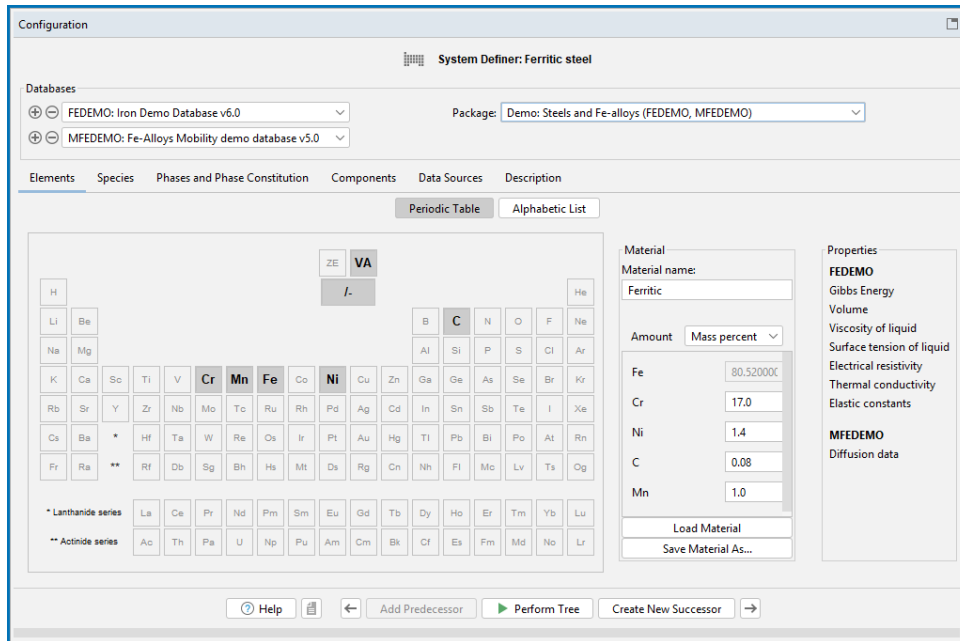 Configuration
System Definer: Ferritic steel
Databases
FEDEMO: Iron Demo Database v6.0
Package: Demo: Steels and Fe-alloys (FEDEMO, MFEDEMO)
MFEDEMO: Fe-Alloys Mobility demo database v5.0
Elements Species Phases and Phase Constitution Components Data Sources Description
Periodic Table Alphabetic List
ZE VA
/-
H He
Li Be B C N O F Ne
Na Mg Al Si P S Cl Ar
K Ca Sc Ti V Cr Mn Fe Co Ni Cu Zn Ga Ge As Se Br Kr
Rb Sr Y Zr Nb Mo Tc Ru Rh Pd Ag Cd In Sn Sb Te I Xe
Cs Ba * Hf Ta W Re Os Ir Pt Au Hg Tl Pb Bi Po At Rn
Fr Ra ** Rf Db Sg Bh Hs Mt Ds Rg Cn Nh Fl Mc Lv Ts Og
* Lanthanide series La Ce Pr Nd Pm Sm Eu Gd Tb Dy Ho Er Tm Yb Lu
** Actinide series Ac Th Pa U Np Pu Am Cm Bk Cf Es Fm Md No Lr
Material
Material name:
Ferritic
Amount Mass percent
Fe 80.52000
Cr 17.0
Ni 1.4
C 0.08
Mn 1.0
Load Material
Save Material As...
Properties
FEDEMO
Gibbs Energy
Volume
Viscosity of liquid
Surface tension of liquid
Electrical resistivity
Thermal conductivity
Elastic constants
MFEDEMO
Diffusion data
Help Add Predecessor Perform Tree Create New Successor